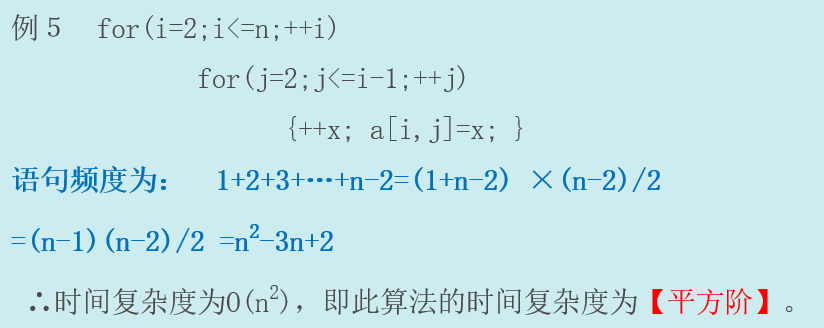 例5 for(i=2;i<=n;++i)
for(j=2;j<=i-1;++j)
{++x; a[i,j]=x; }
语句频度为： 1+2+3+…+n-2=(1+n-2) ×(n-2)/2
=(n-1)(n-2)/2 =n²-3n+2
∴时间复杂度为O(n²)，即此算法的时间复杂度为【平方阶】。